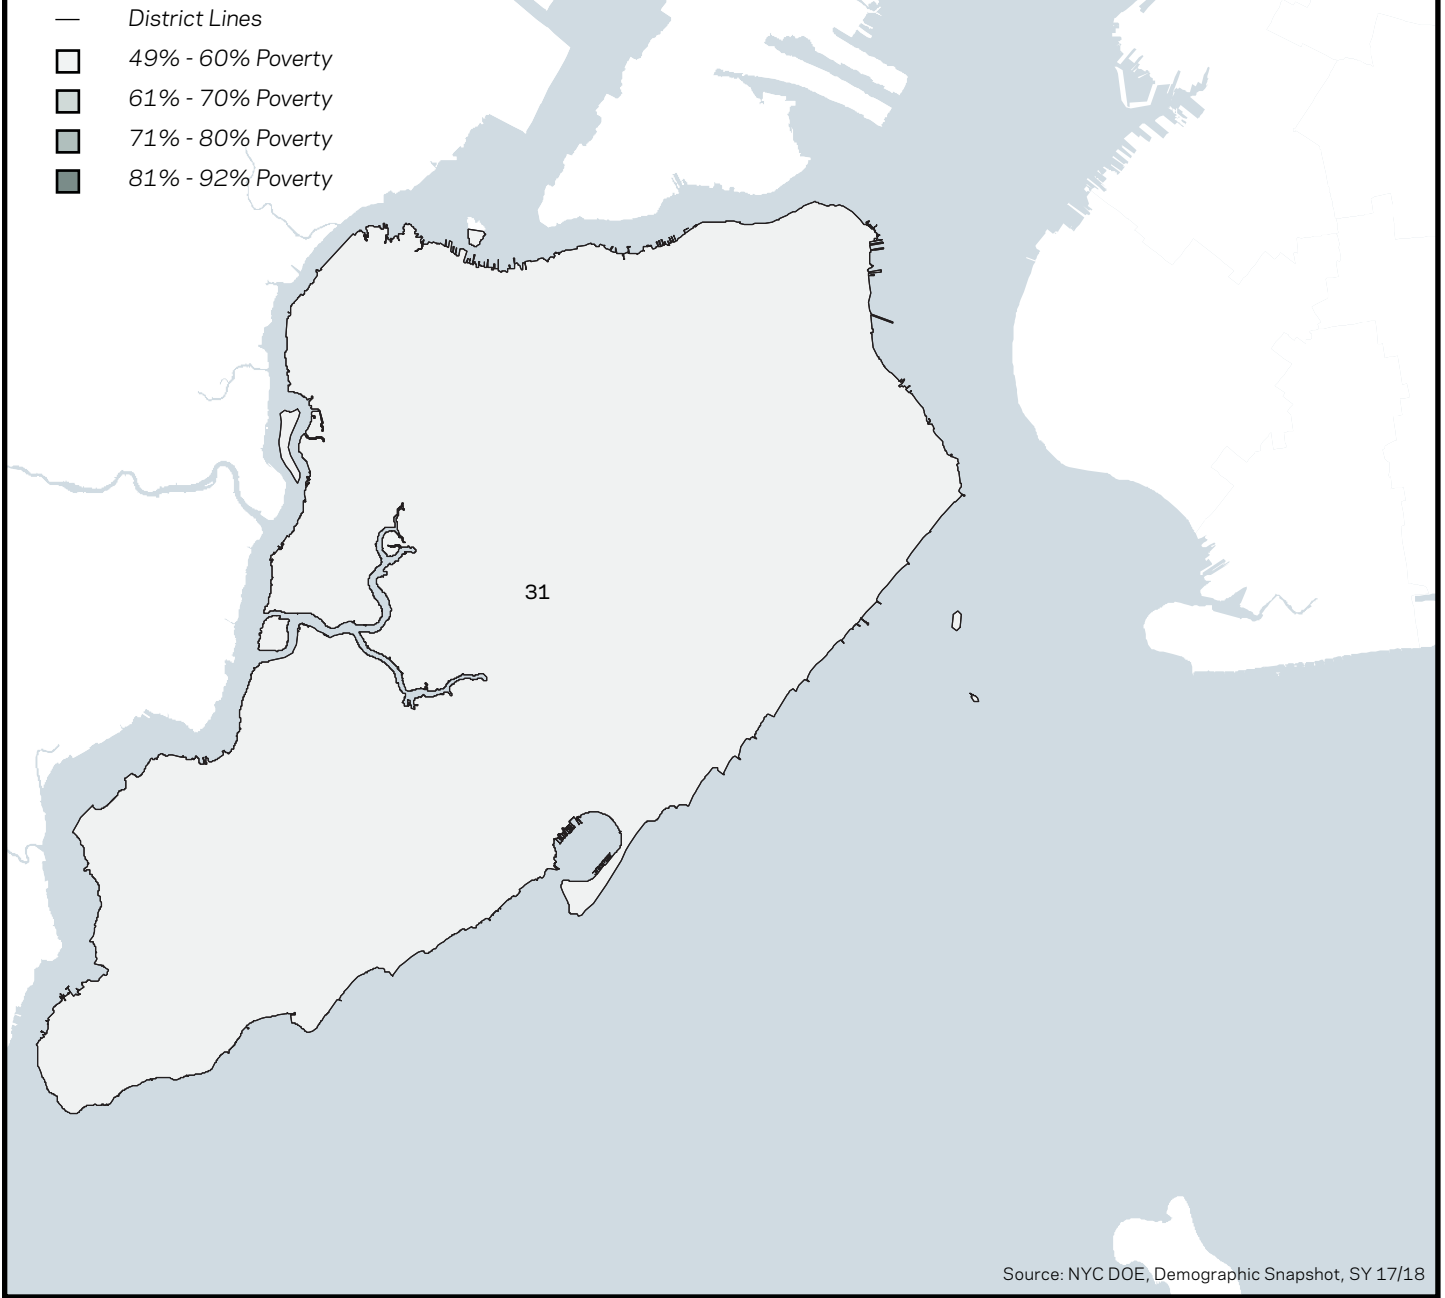 District Lines
49% - 60% Poverty
61% - 70% Poverty
71% - 80% Poverty
81% - 92% Poverty
31
Source: NYC DOE, Demographic Snapshot, SY 17/18